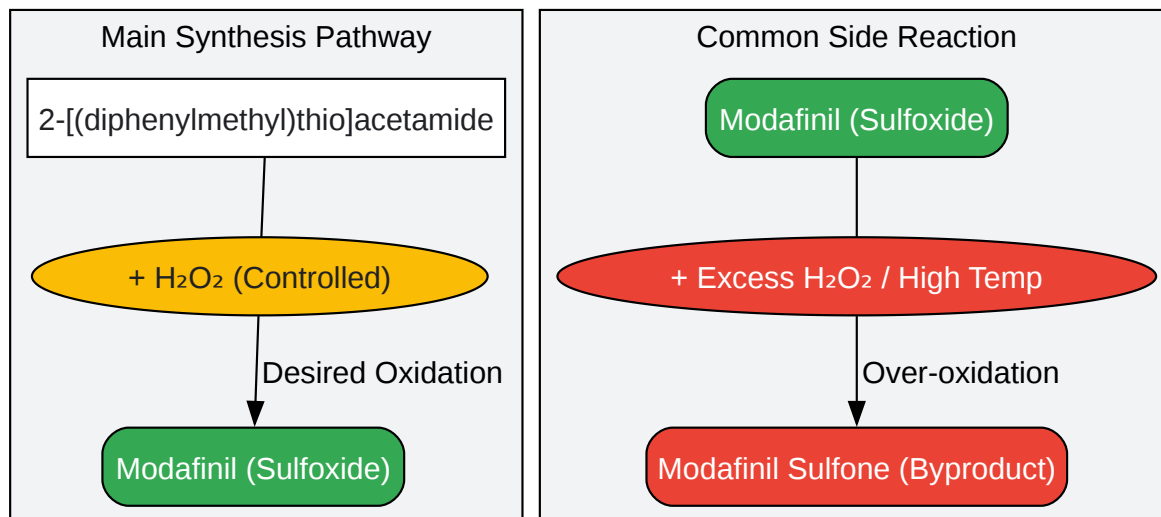 Main Synthesis Pathway
2-[(diphenylmethyl)thio]acetamide
+ H₂O₂ (Controlled)
Desired Oxidation
Modafinil (Sulfoxide)
Common Side Reaction
Modafinil (Sulfoxide)
+ Excess H₂O₂ / High Temp
Over-oxidation
Modafinil Sulfone (Byproduct)